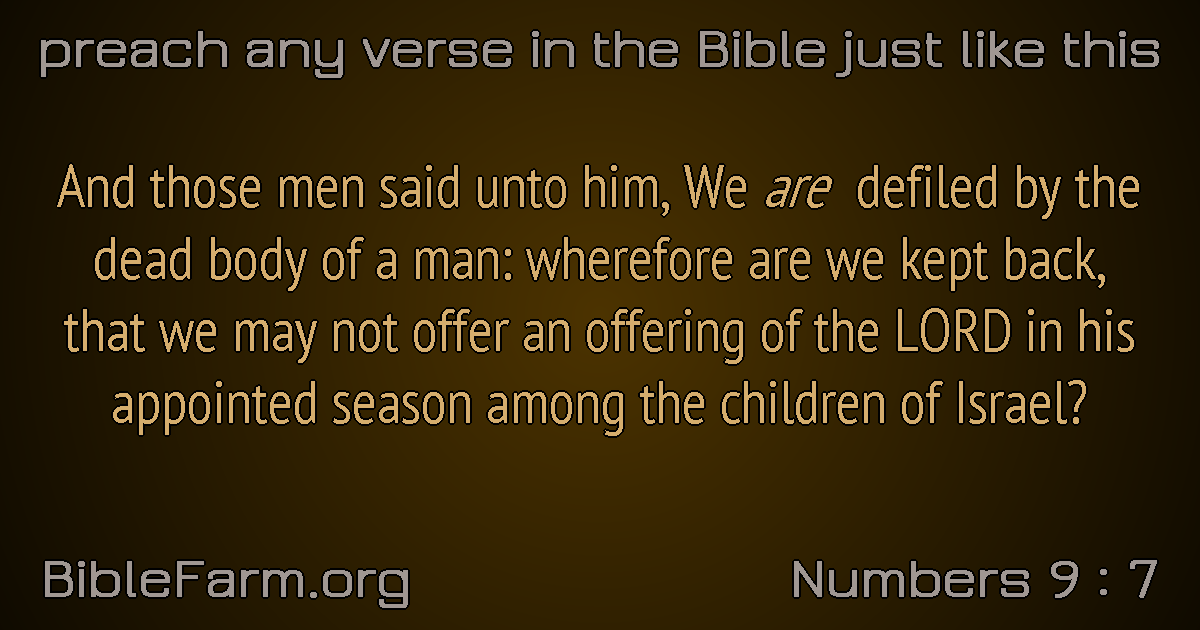 preach any verse in the Bible just like this
And those men said unto him, We are defiled by the
dead body of a man: wherefore are we kept back,
that we may not offer an offering of the LORD in his
appointed season among the children of Israel?
BibleFarm.org
Numbers 9 : 7